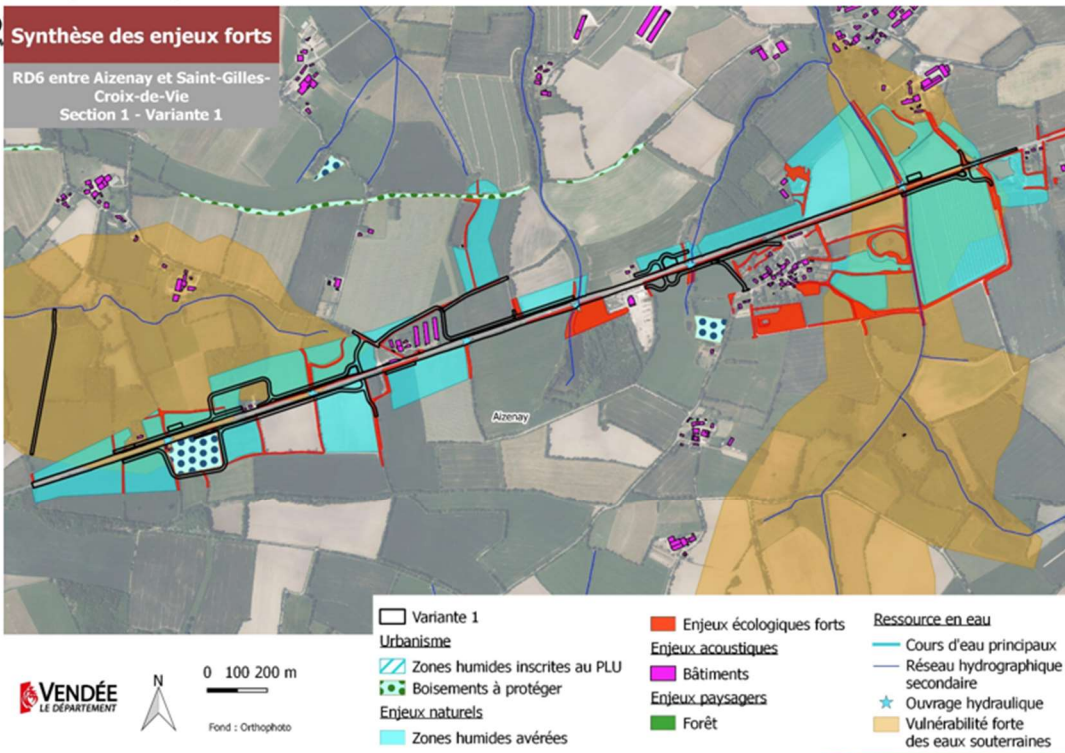 Synthèse des enjeux forts
RD6 entre Aizenay et Saint-Gilles-
Croix-de-Vie
Section 1 - Variante 1
Aizenay
VENDÉE
LE DÉPARTEMENT
N
0 100 200 m
Fond : Orthophoto
Variante 1
Urbanisme
Zones humides inscrites au PLU
Boisements à protéger
Enjeux naturels
Zones humides avérées
Enjeux écologiques forts
Enjeux acoustiques
Bâtiments
Enjeux paysagers
Forêt
Ressource en eau
Cours d'eau principaux
Réseau hydrographique
secondaire
Ouvrage hydraulique
Vulnérabilité forte
des eaux souterraines